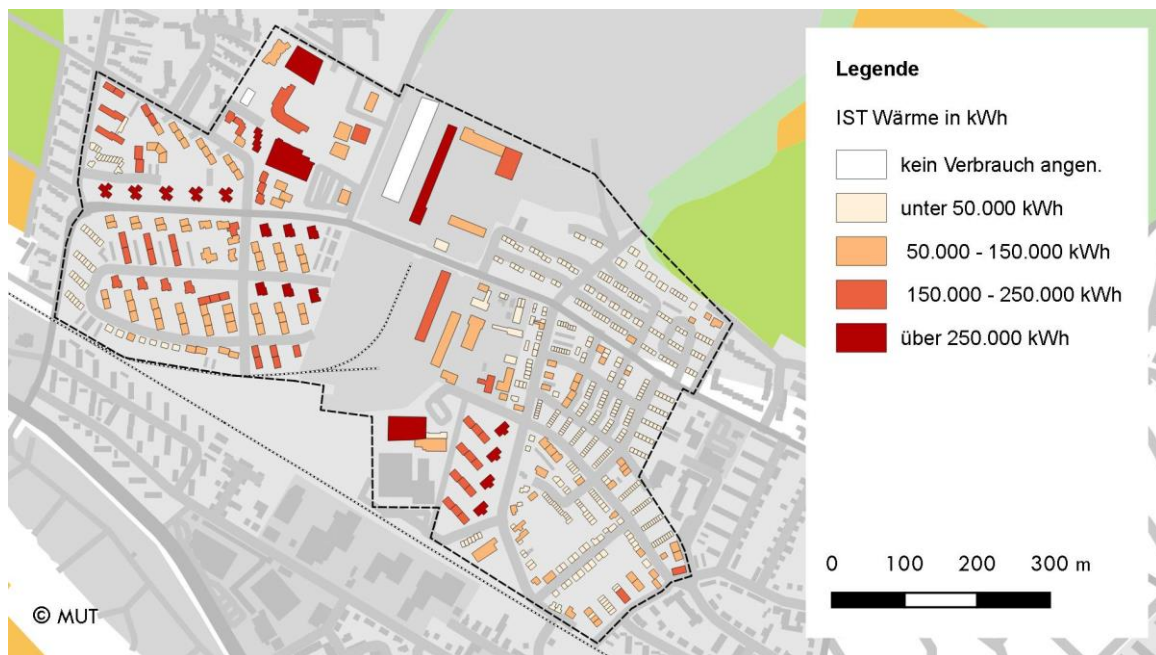 Legende
IST Wärme in kWh
kein Verbrauch angen.
unter 50.000 kWh
50.000 - 150.000 kWh
150.000 - 250.000 kWh
über 250.000 kWh
0 100 200 300 m
© MUT